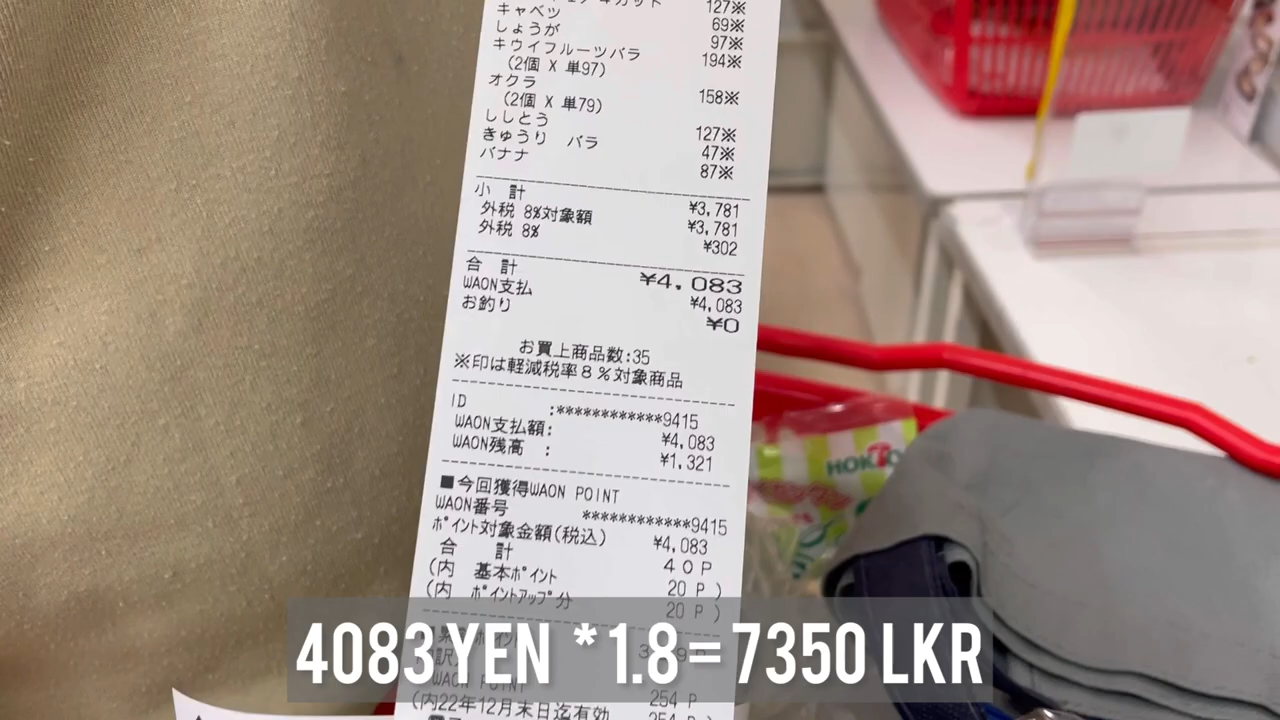 127※
キャベツ 69※
しょうが 97※
キウイフルーツバラ 194※
(2個 X 単97)
オクラ
(2個 X 単79) 158※
ししとう 127※
きゅうり バラ 47※
バナナ 87※
小 計 ¥3,781
外税 8%対象額 ¥3,781
外税 8% ¥302
合 計 ¥4,083
WAON支払 ¥4,083
お釣り ¥0
お買上商品数:35
※印は軽減税率8%対象商品
ID :************9415
WAON支払額: ¥4,083
WAON残高 : ¥1,321
■今回獲得WAON POINT
WAON番号 ************9415
ポイント対象金額(税込) ¥4,083
合 計 40P
(内 基本ポイント 20 P )
(内 ポイントアップ分 20 P )
WAON POINT 254 P
(内22年12月末日迄有効 254 P )
HOKTO
4083 YEN *1.8 = 7350 LKR